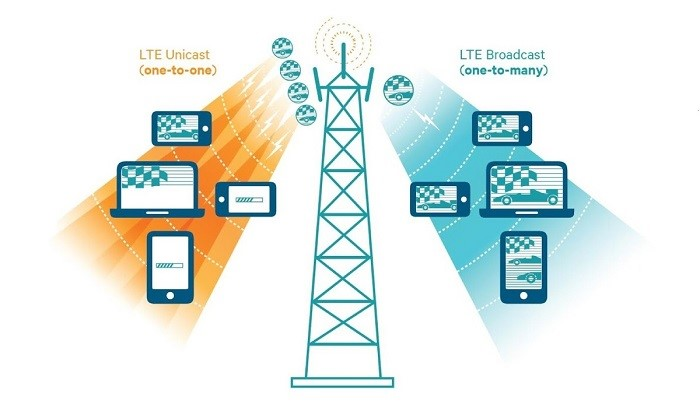 LTE Unicast
(one-to-one)
LTE Broadcast
(one-to-many)